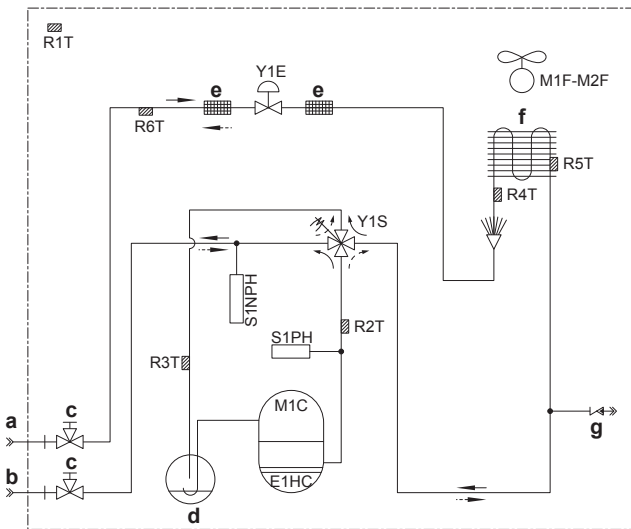 R1T
Y1E
M1F-M2F
e
e
f
R6T
R5T
R4T
Y1S
S1NPH
R2T
S1PH
R3T
a
c
M1C
g
b
c
E1HC
d